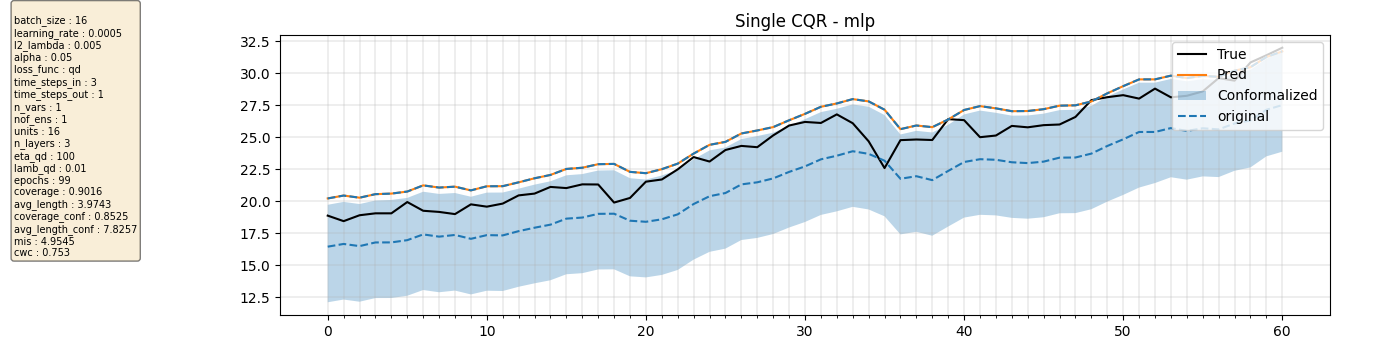 batch_size : 16
learning_rate : 0.0005
l2_lambda : 0.005
alpha : 0.05
loss_func : qd
time_steps_in : 3
time_steps_out : 1
n_vars : 1
nof_ens : 1
units : 16
n_layers : 3
eta_qd : 100
lamb_qd : 0.01
epochs : 99
coverage : 0.9016
avg_length : 3.9743
coverage_conf : 0.8525
avg_length_conf : 7.8257
mis : 4.9545
cwc : 0.753
Single CQR - mlp
32.5
30.0
27.5
25.0
22.5
20.0
17.5
15.0
12.5
True
Pred
Conformalized
original
0 10 20 30 40 50 60